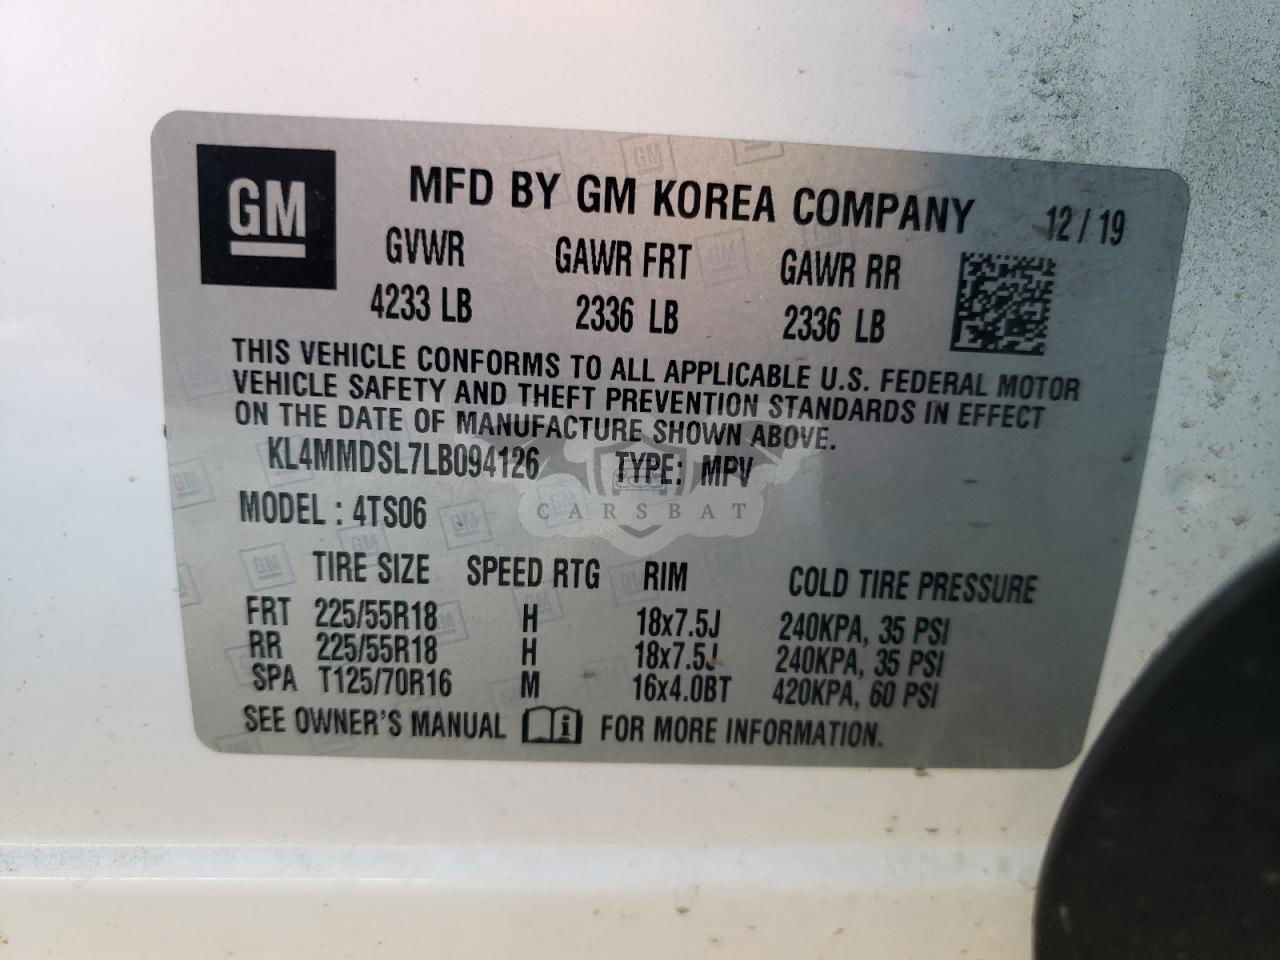 GM
MFD BY GM KOREA COMPANY 12/19
GVWR GAWR FRT GAWR RR
4233 LB 2336 LB 2336 LB
THIS VEHICLE CONFORMS TO ALL APPLICABLE U.S. FEDERAL MOTOR
VEHICLE SAFETY AND THEFT PREVENTION STANDARDS IN EFFECT
ON THE DATE OF MANUFACTURE SHOWN ABOVE.
KL4MMDSL7LB094126 TYPE: MPV
CARSBAT
MODEL : 4TS06
TIRE SIZE SPEED RTG RIM COLD TIRE PRESSURE
FRT 225/55R18 H 18x7.5J 240KPA, 35 PSI
RR 225/55R18 H 18x7.5J 240KPA, 35 PSI
SPA T125/70R16 M 16x4.0BT 420KPA, 60 PSI
SEE OWNER'S MANUAL FOR MORE INFORMATION.